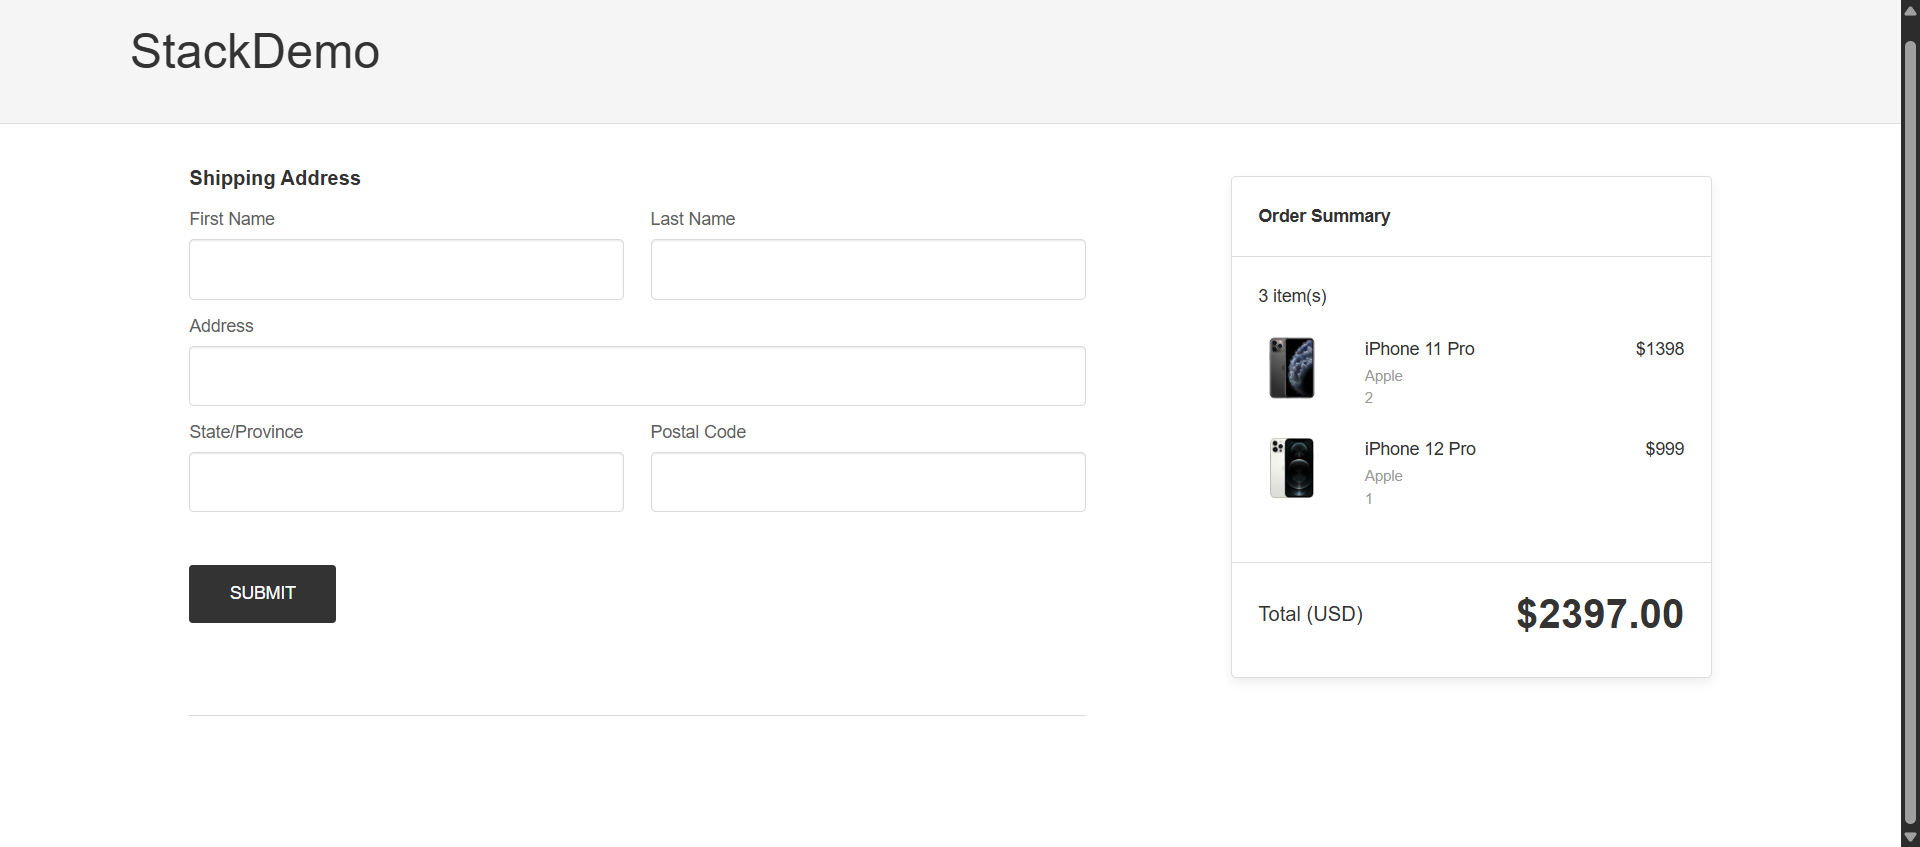 StackDemo
Shipping Address
First Name
Last Name
Address
State/Province
Postal Code
SUBMIT
Order Summary
3 item(s)
iPhone 11 Pro
$1398
Apple
2
iPhone 12 Pro
$999
Apple
1
Total (USD)
$2397.00